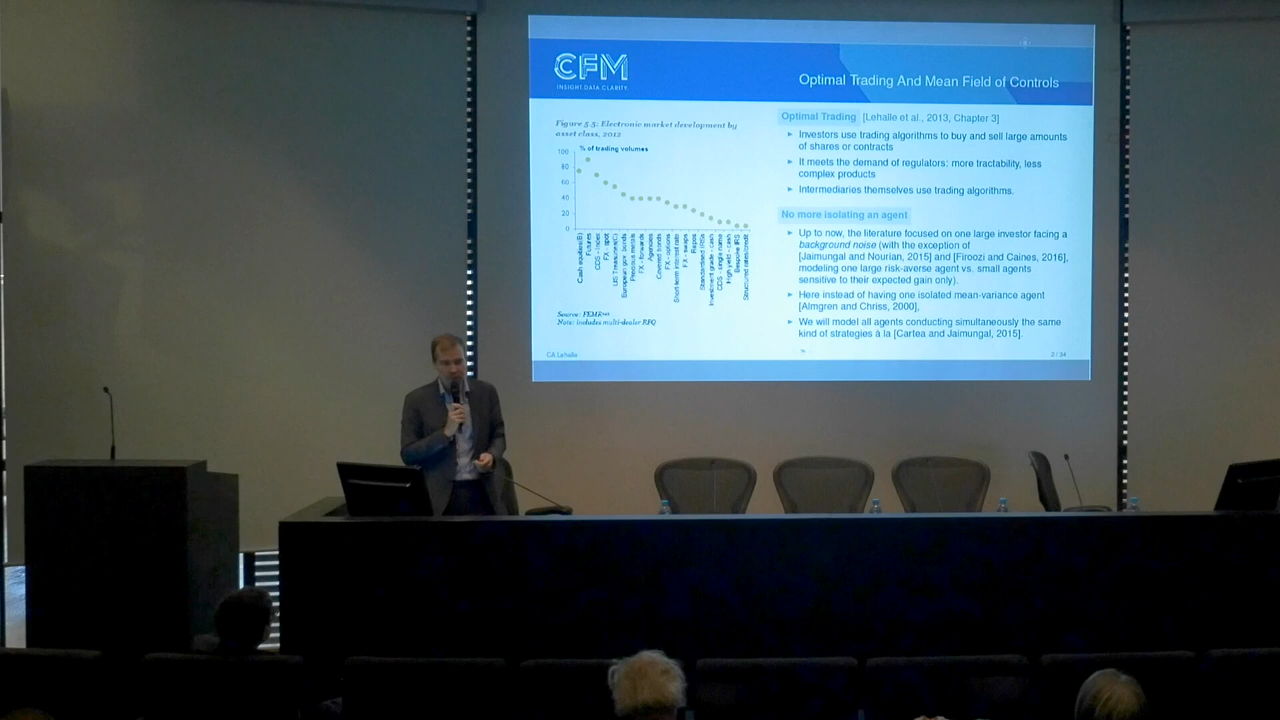 CFM
INSIGHT.DATA.CLARITY.
Optimal Trading And Mean Field of Controls
Figure 5.5: Electronic market development by
asset class, 2012
% of trading volumes
100
80
60
40
20
0
Cash equities(E)
Futures
CDS - index
FX - spot
US Treasuries(C)
European gov. bonds
Precious metals
FX - forwards
Agencies
Covered bonds
FX - options
Short term interest rate
FX - swaps
Repos
Standardised IRSs
Investment grade - cash
CDS - single name
High yield - cash
Bespoke IRS
Structured rates/credit
Source: FEMR
Note: includes multi-dealer RFQ
Optimal Trading [Lehalle et al., 2013, Chapter 3]
► Investors use trading algorithms to buy and sell large amounts
of shares or contracts
► It meets the demand of regulators: more tractability, less
complex products
► Intermediaries themselves use trading algorithms.
No more isolating an agent
► Up to now, the literature focused on one large investor facing a
background noise (with the exception of
[Jaimungal and Nourian, 2015] and [Firoozi and Caines, 2016],
modeling one large risk-averse agent vs. small agents
sensitive to their expected gain only).
► Here instead of having one isolated mean-variance agent
[Almgren and Chriss, 2000],
► We will model all agents conducting simultaneously the same
kind of strategies à la [Cartea and Jaimungal, 2015].
CA Lehalle
2 / 34